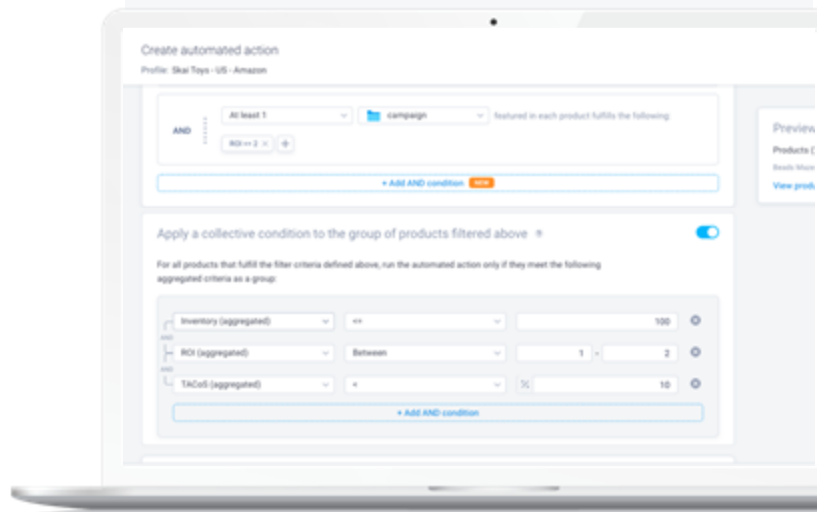 Create automated action
Profile: Skai Toys - US - Amazon
At least 1 campaign featured in each product fulfills the following:
AND
+ Add AND condition NEW
Apply a collective condition to the group of products filtered above
For all products that fulfill the filter criteria defined above, run the automated action only if they meet the following
aggregated criteria as a group:
Inventory (aggregated) 100
AND
ROI (aggregated) Between 1 - 2
AND
TACoS (aggregated) < % 10
+ Add AND condition
Preview
Products (
View